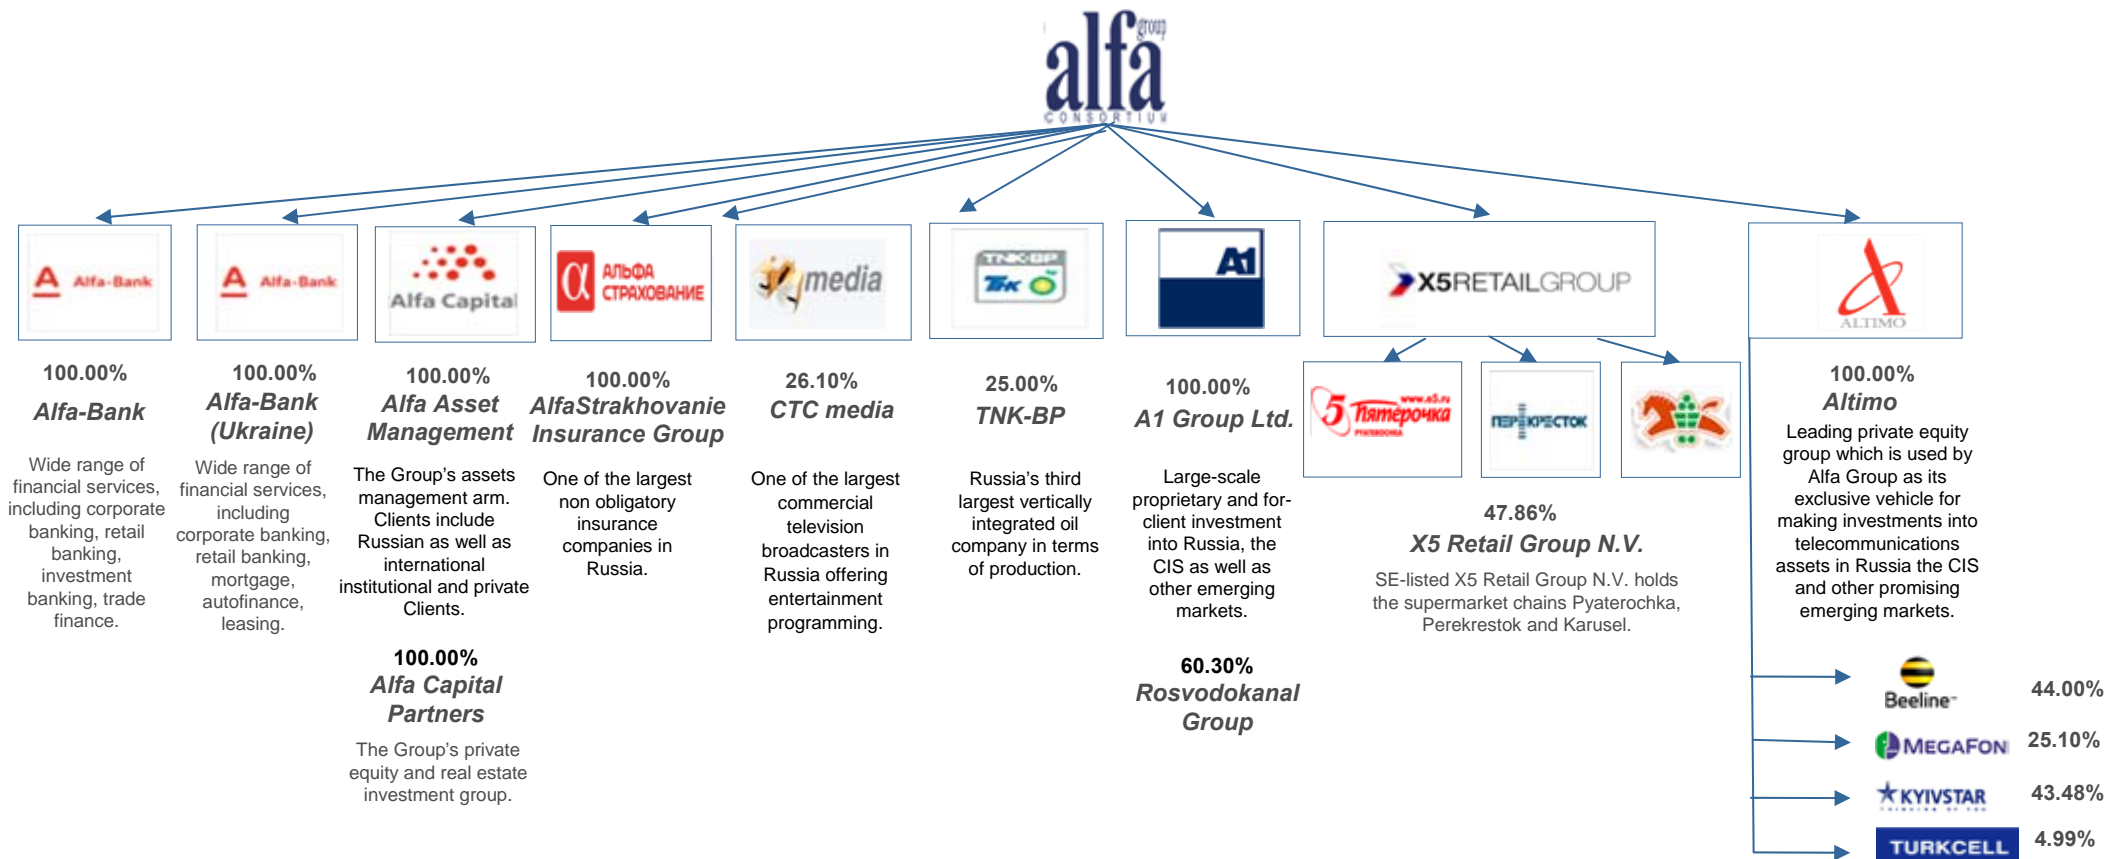 alfa
group
CONSORTIUM
A Alfa-Bank
A Alfa-Bank
Alfa Capital
α АЛЬФА
СТРАХОВАНИЕ
media
TNK-BP
ТНК
A1
X5RETAILGROUP
ALTIMO
100.00%
Alfa-Bank
Wide range of
financial services,
including corporate
banking, retail
banking,
investment
banking, trade
finance.
100.00%
Alfa-Bank
(Ukraine)
Wide range of
financial services,
including
corporate banking,
retail banking,
mortgage,
autofinance,
leasing.
100.00%
Alfa Asset
Management
The Group's assets
management arm.
Clients include
Russian as well as
international
institutional and private
Clients.
100.00%
Alfa Capital
Partners
The Group's private
equity and real estate
investment group.
100.00%
AlfaStrakhovanie
Insurance Group
One of the largest
non obligatory
insurance
companies in
Russia.
26.10%
CTC media
One of the largest
commercial
television
broadcasters in
Russia offering
entertainment
programming.
25.00%
TNK-BP
Russia's third
largest vertically
integrated oil
company in terms
of production.
100.00%
A1 Group Ltd.
Large-scale
proprietary and for-
client investment
into Russia, the
CIS as well as
other emerging
markets.
60.30%
Rosvodokanal
Group
www.e5.ru
5 Пятёрочка
PYATEROCHKA
ПЕРЕКРЕСТОК
47.86%
X5 Retail Group N.V.
SE-listed X5 Retail Group N.V. holds
the supermarket chains Pyaterochka,
Perekrestok and Karusel.
100.00%
Altimo
Leading private equity
group which is used by
Alfa Group as its
exclusive vehicle for
making investments into
telecommunications
assets in Russia the CIS
and other promising
emerging markets.
Beeline™ 44.00%
MEGAFON 25.10%
KYIVSTAR 43.48%
TURKCELL 4.99%